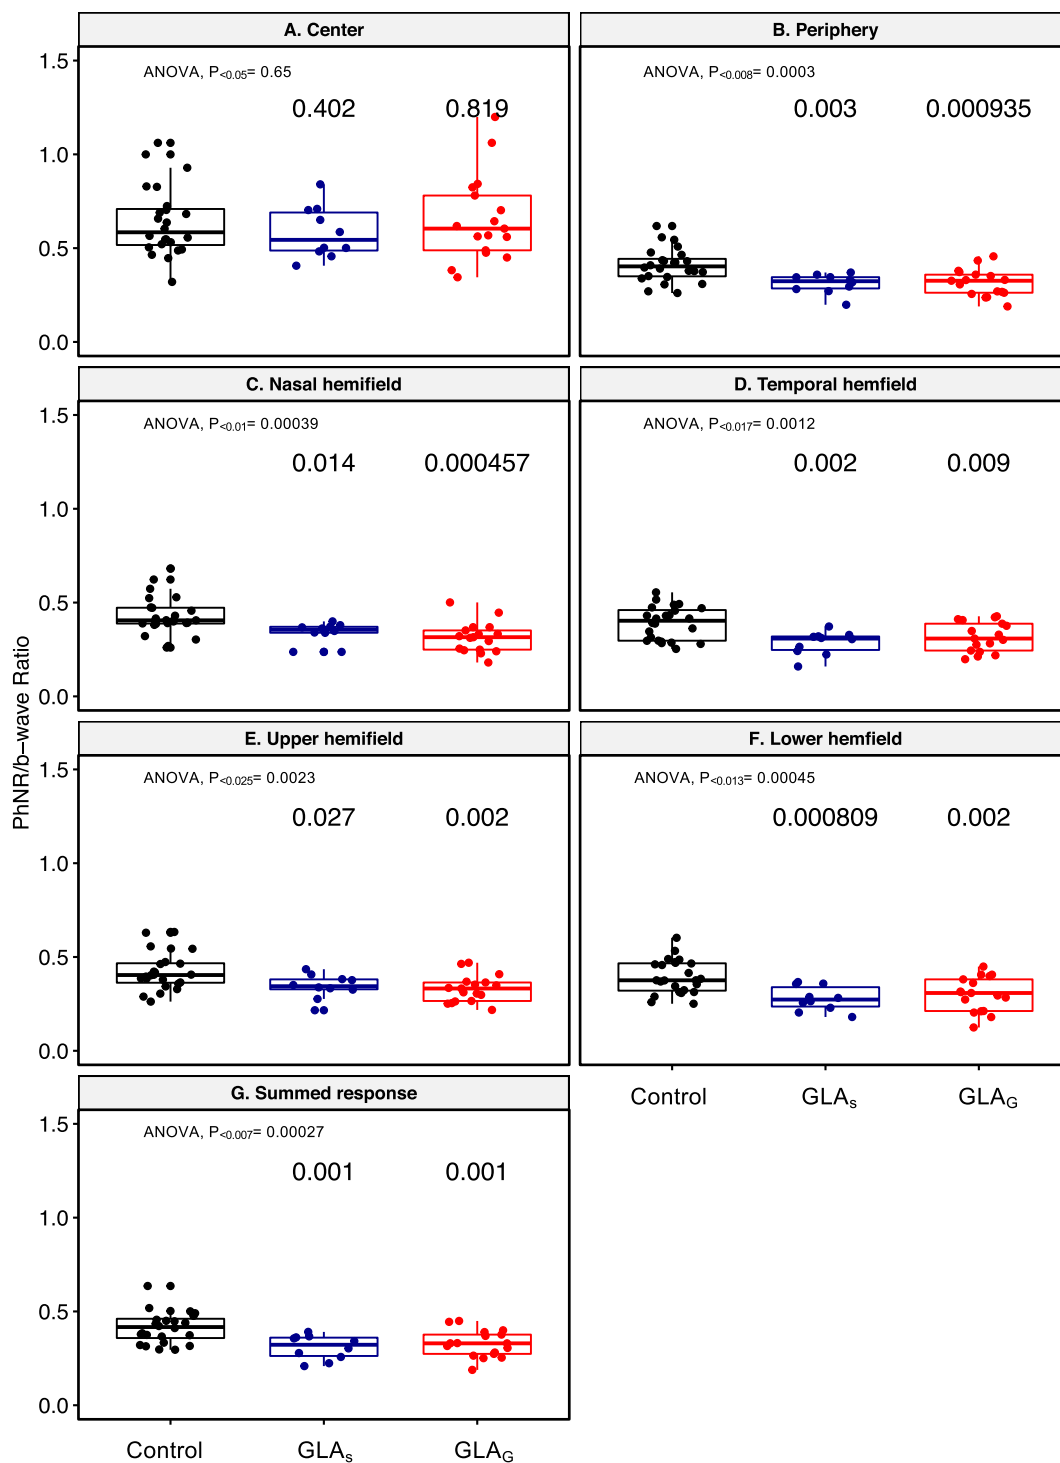 A. Center
B. Periphery
ANOVA, P<0.05= 0.65
ANOVA, P<0.008= 0.0003
0.402
0.819
0.003
0.000935
1.5
1.0
0.5
0.0
C. Nasal hemifield
D. Temporal hemfield
ANOVA, P<0.01= 0.00039
ANOVA, P<0.017= 0.0012
0.014
0.000457
0.002
0.009
1.5
1.0
0.5
0.0
PhNR/b−wave Ratio
E. Upper hemifield
F. Lower hemfield
ANOVA, P<0.025= 0.0023
ANOVA, P<0.013= 0.00045
0.027
0.002
0.000809
0.002
1.5
1.0
0.5
0.0
Control
GLAs
GLAG
G. Summed response
ANOVA, P<0.007= 0.00027
0.001
0.001
1.5
1.0
0.5
0.0
Control
GLAs
GLAG